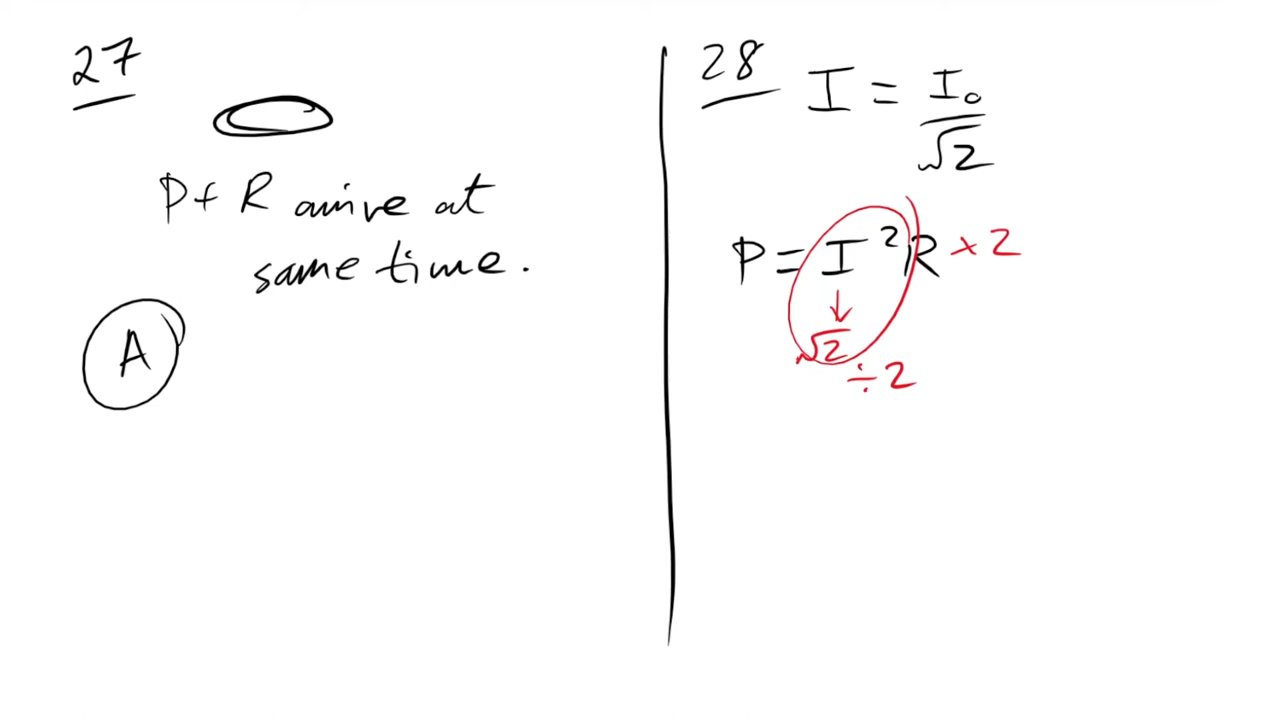 27
P + R arrive at
same time.
A
28
I = I₀/√2
P = I²R × 2
↓
√2
÷ 2